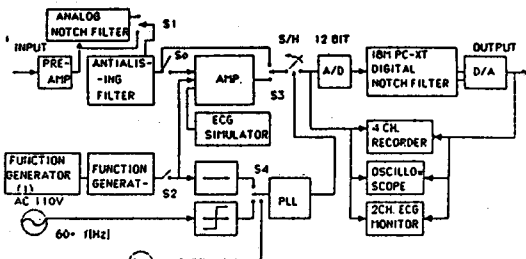 ANALOG
NOTCH FILTER
S1
INPUT
PRE-
AMP
ANTIALIS-
ING
FILTER
So
AMP.
S3
S/H
12 BIT
A/D
IBM PC-XT
DIGITAL
NOTCH FILTER
OUTPUT
D/A
ECG
SIMULATOR
4 CH.
RECORDER
OSCILLO=
SCOPE
2CH. ECG
MONITOR
FUNCTION
GENERATOR
(1)
FUNCTION
GENERAT-
S2
S4
PLL
AC 110V
60+ f[Hz]